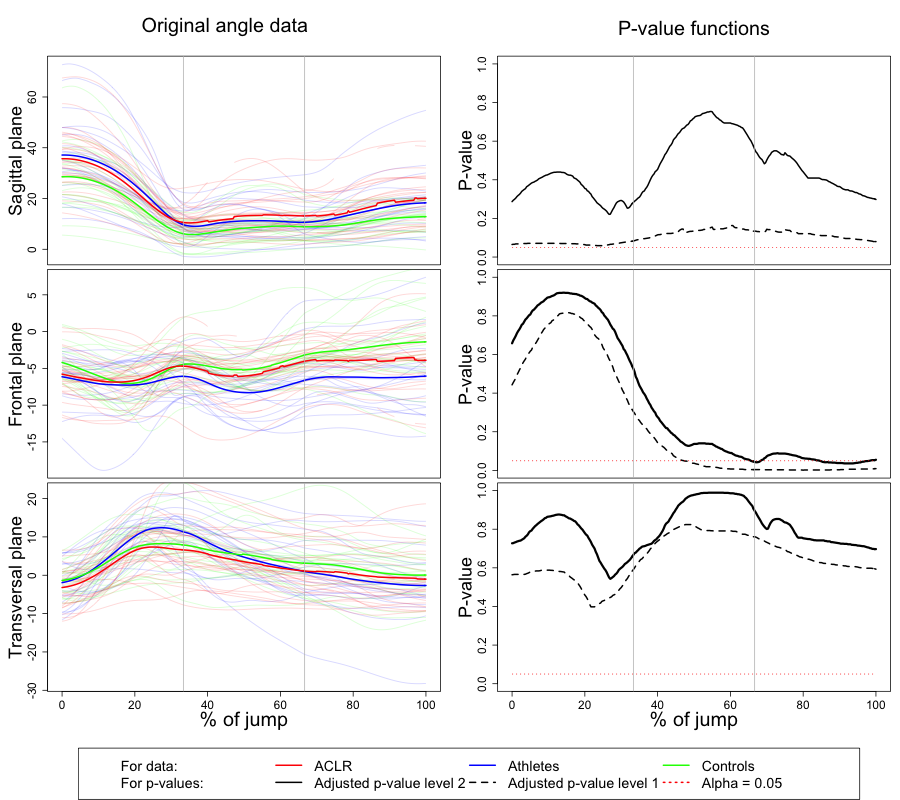 Original angle data
P-value functions
Sagittal plane
0 20 40 60
P-value
0.0 0.2 0.4 0.6 0.8 1.0
Frontal plane
-15 -10 -5 0 5
P-value
0.0 0.2 0.4 0.6 0.8 1.0
Transversal plane
-30 -20 -10 0 10 20
P-value
0.0 0.2 0.4 0.6 0.8 1.0
0 20 40 60 80 100
% of jump
0 20 40 60 80 100
% of jump
For data: ACLR Athletes Controls
For p-values: Adjusted p-value level 2 Adjusted p-value level 1 Alpha = 0.05